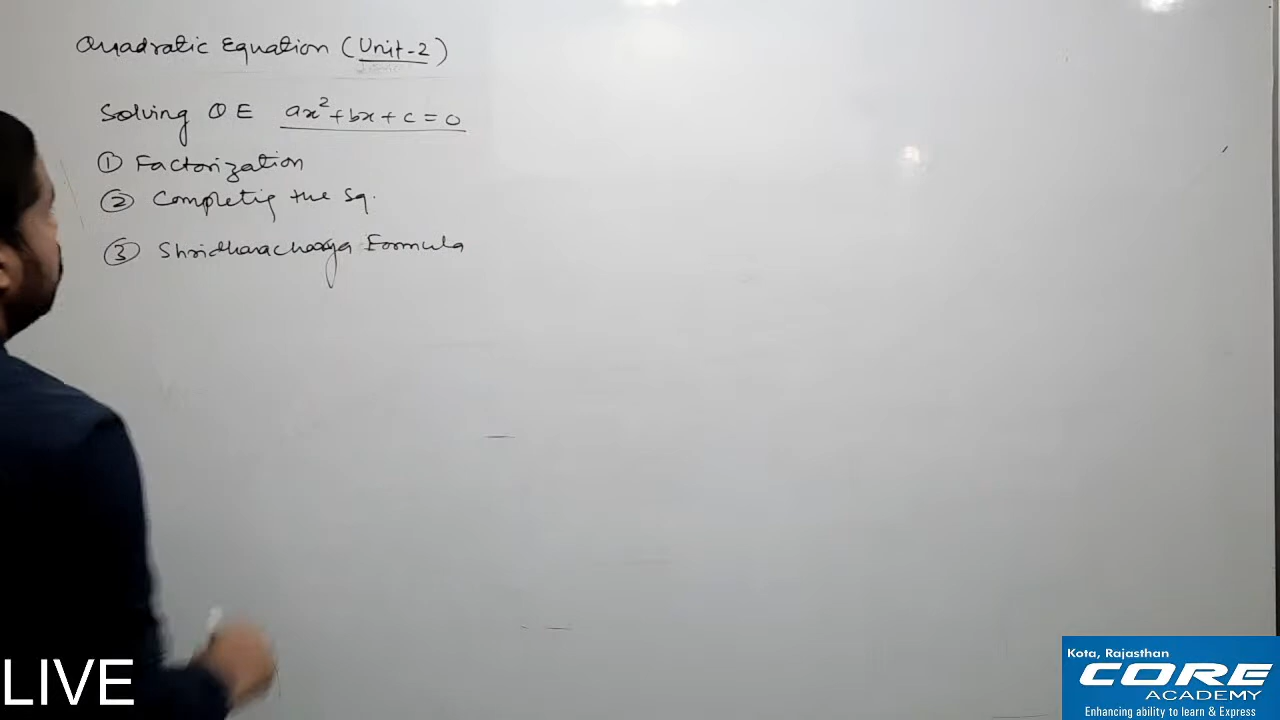 Quadratic Equation (Unit-2)
Solving QE ax²+bx+c=0
① Factorization
② Completig the sq.
③ Shridharacharya Formula
LIVE
Kota, Rajasthan
CORE
ACADEMY
Enhancing ability to learn & Express